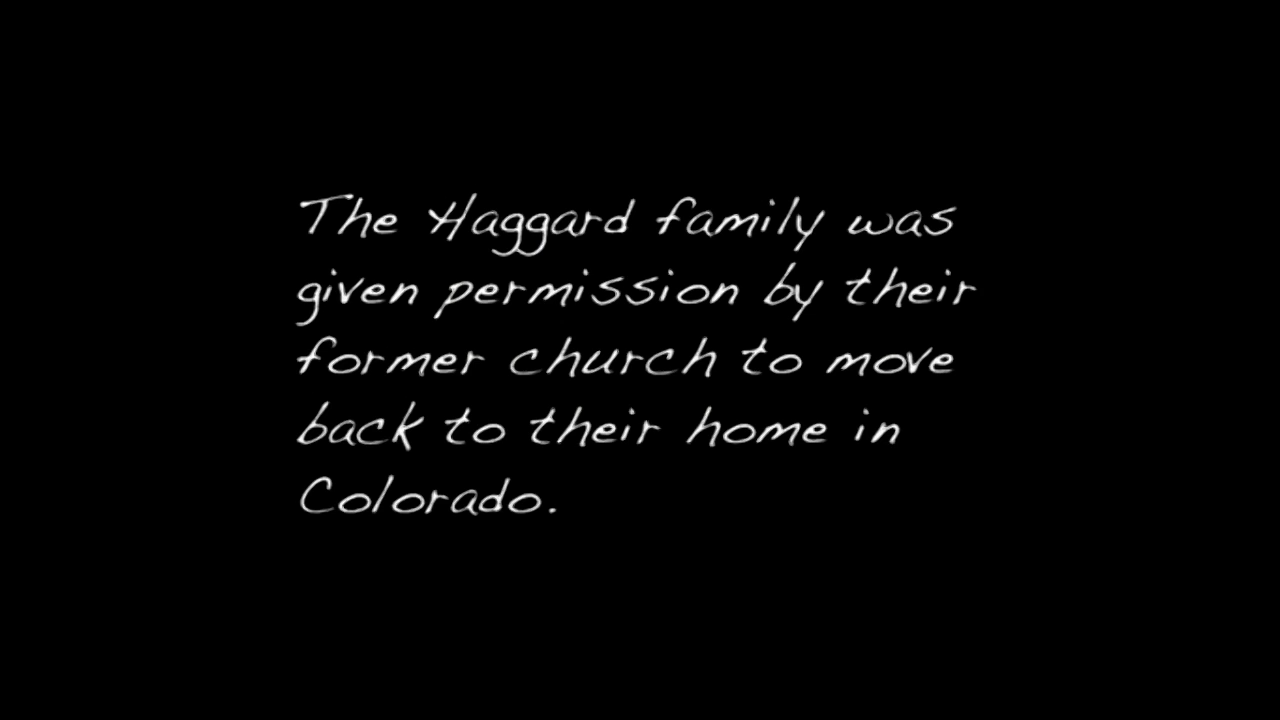 The Haggard family was
given permission by their
former church to move
back to their home in
Colorado.